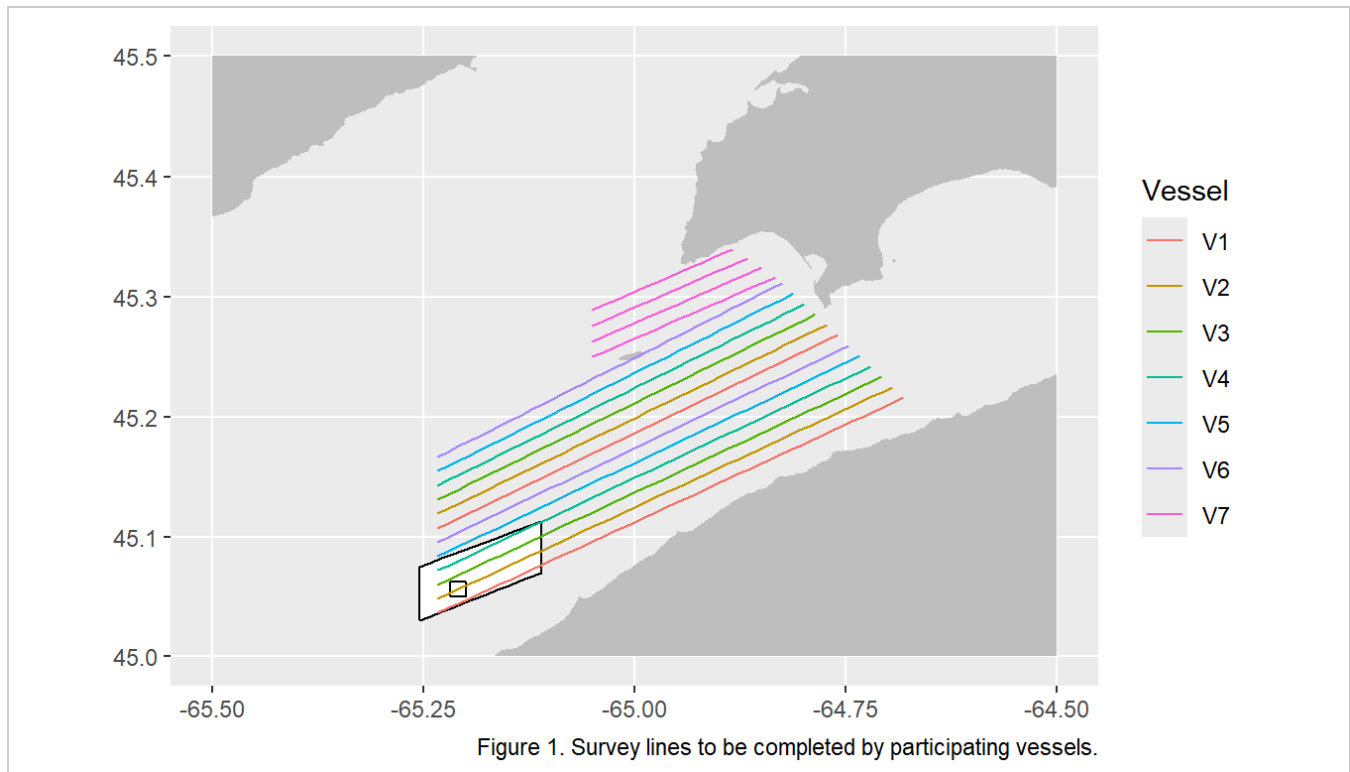 45.5
45.4
45.3
45.2
45.1
45.0
-65.50 -65.25 -65.00 -64.75 -64.50
Vessel
V1
V2
V3
V4
V5
V6
V7
Figure 1. Survey lines to be completed by participating vessels.